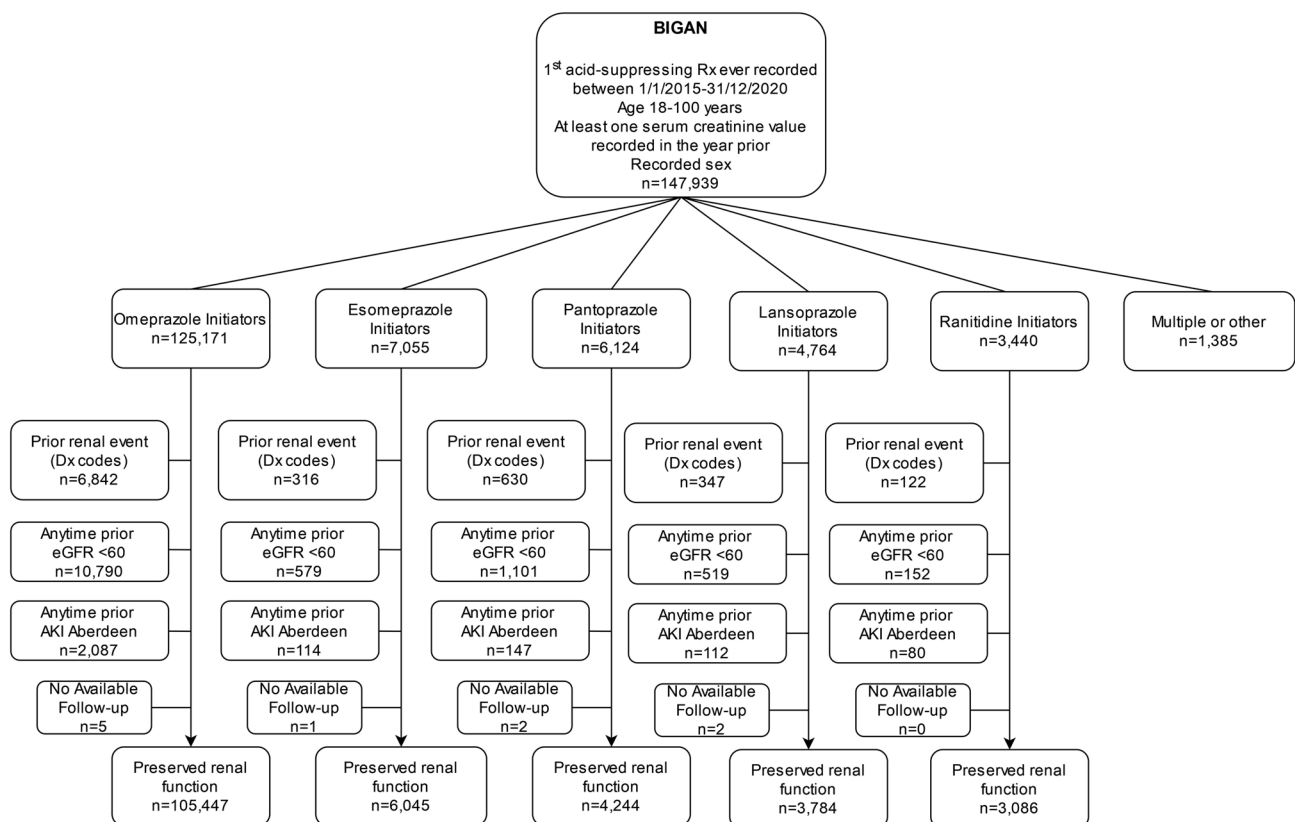 BIGAN
1st acid-suppressing Rx ever recorded
between 1/1/2015-31/12/2020
Age 18-100 years
At least one serum creatinine value
recorded in the year prior
Recorded sex
n=147,939
Omeprazole Initiators
n=125,171
Esomeprazole
Initiators
n=7,055
Pantoprazole
Initiators
n=6,124
Lansoprazole
Initiators
n=4,764
Ranitidine Initiators
n=3,440
Multiple or other
n=1,385
Prior renal event
(Dx codes)
n=6,842
Prior renal event
(Dx codes)
n=316
Prior renal event
(Dx codes)
n=630
Prior renal event
(Dx codes)
n=347
Prior renal event
(Dx codes)
n=122
Anytime prior
eGFR <60
n=10,790
Anytime prior
eGFR <60
n=579
Anytime prior
eGFR <60
n=1,101
Anytime prior
eGFR <60
n=519
Anytime prior
eGFR <60
n=152
Anytime prior
AKI Aberdeen
n=2,087
Anytime prior
AKI Aberdeen
n=114
Anytime prior
AKI Aberdeen
n=147
Anytime prior
AKI Aberdeen
n=112
Anytime prior
AKI Aberdeen
n=80
No Available
Follow-up
n=5
No Available
Follow-up
n=1
No Available
Follow-up
n=2
No Available
Follow-up
n=2
No Available
Follow-up
n=0
Preserved renal
function
n=105,447
Preserved renal
function
n=6,045
Preserved renal
function
n=4,244
Preserved renal
function
n=3,784
Preserved renal
function
n=3,086